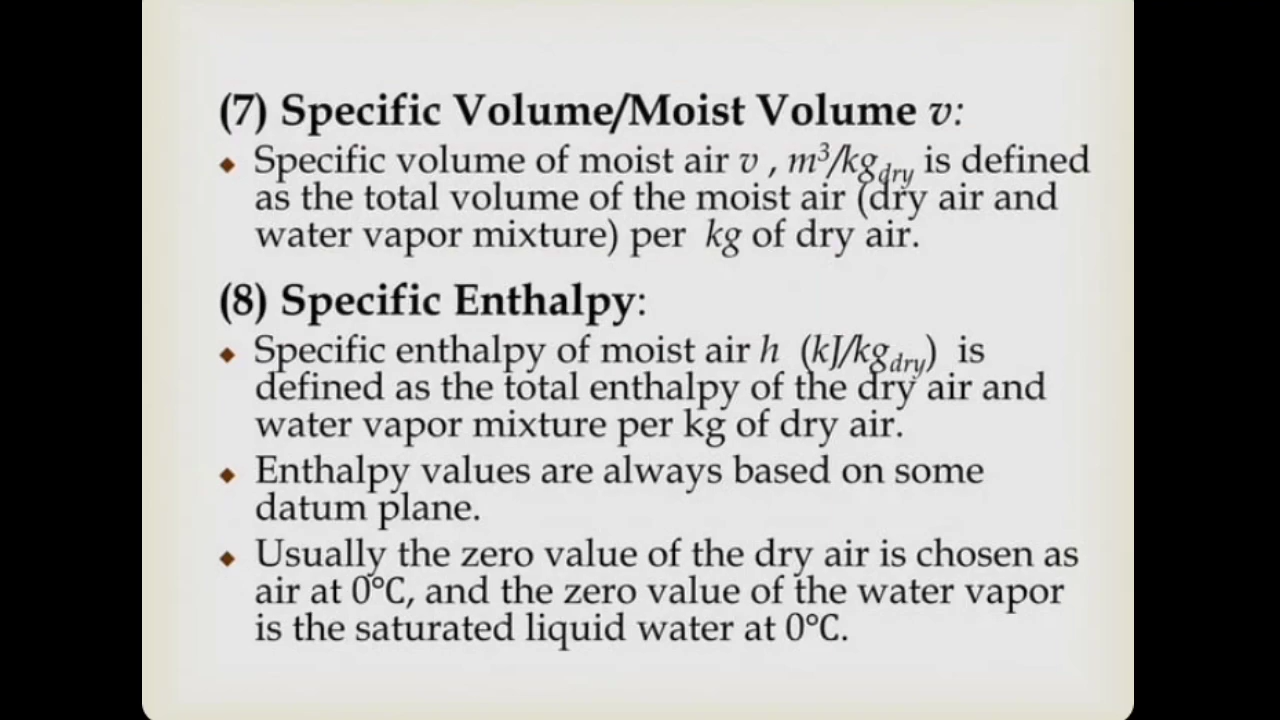 (7) Specific Volume/Moist Volume v:
◆ Specific volume of moist air v , m³/kg_dry is defined
as the total volume of the moist air (dry air and
water vapor mixture) per kg of dry air.
(8) Specific Enthalpy:
◆ Specific enthalpy of moist air h (kJ/kg_dry) is
defined as the total enthalpy of the dry air and
water vapor mixture per kg of dry air.
◆ Enthalpy values are always based on some
datum plane.
◆ Usually the zero value of the dry air is chosen as
air at 0°C, and the zero value of the water vapor
is the saturated liquid water at 0°C.